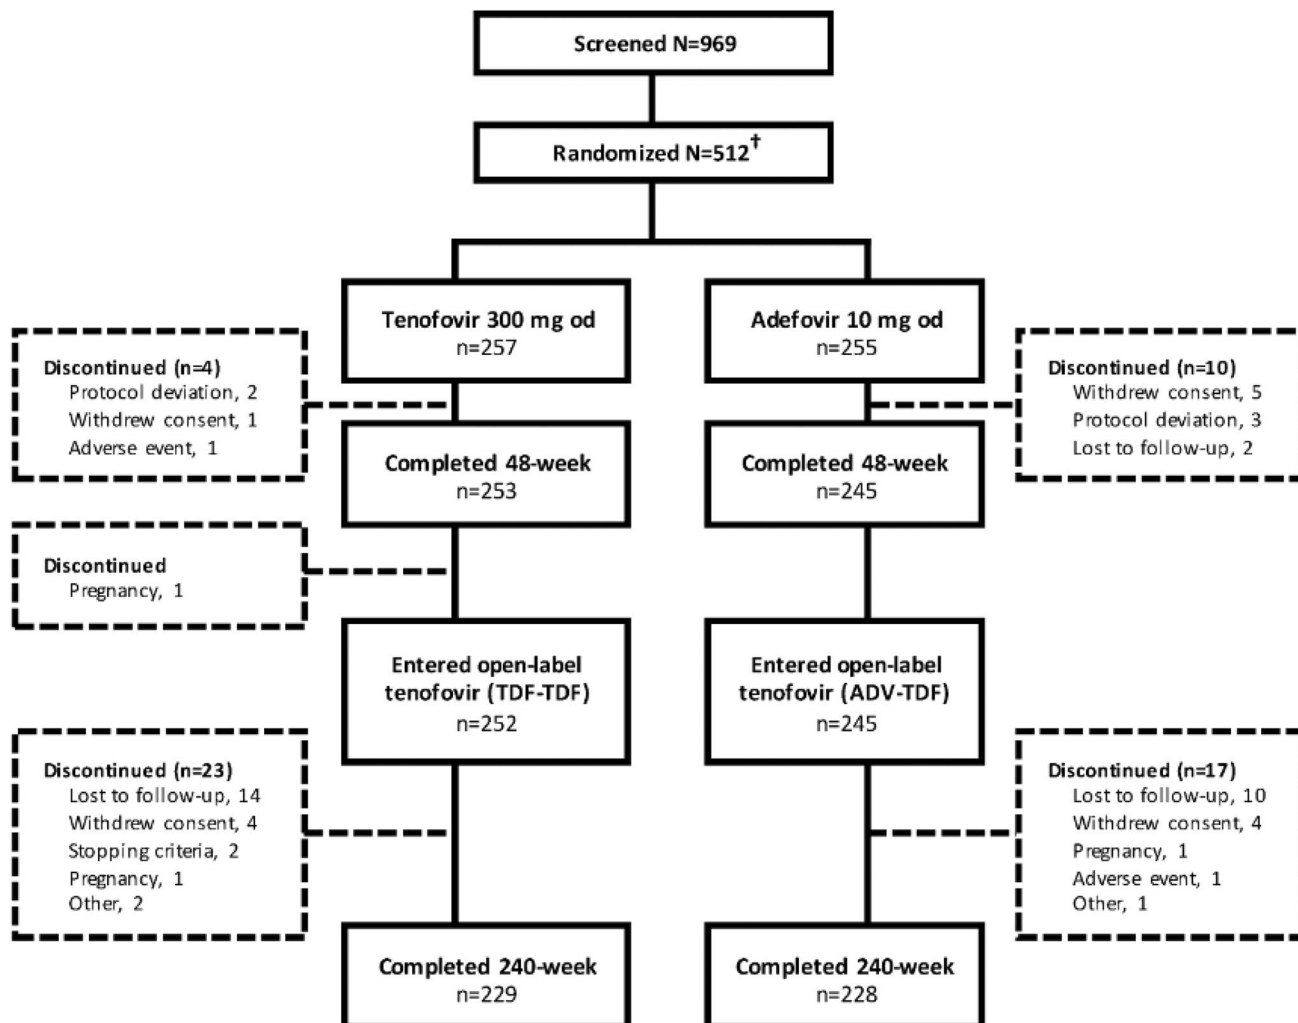 Screened N=969
Randomized N=512†
Tenofovir 300 mg od
n=257
Adefovir 10 mg od
n=255
Discontinued (n=4)
Protocol deviation, 2
Withdrew consent, 1
Adverse event, 1
Discontinued (n=10)
Withdrew consent, 5
Protocol deviation, 3
Lost to follow-up, 2
Completed 48-week
n=253
Completed 48-week
n=245
Discontinued
Pregnancy, 1
Entered open-label
tenofovir (TDF-TDF)
n=252
Entered open-label
tenofovir (ADV-TDF)
n=245
Discontinued (n=23)
Lost to follow-up, 14
Withdrew consent, 4
Stopping criteria, 2
Pregnancy, 1
Other, 2
Discontinued (n=17)
Lost to follow-up, 10
Withdrew consent, 4
Pregnancy, 1
Adverse event, 1
Other, 1
Completed 240-week
n=229
Completed 240-week
n=228